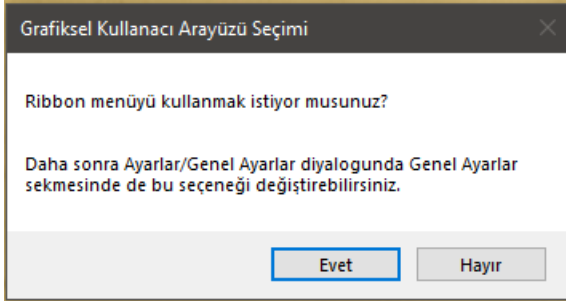 Grafiksel Kullanacı Arayüzü Seçimi
Ribbon menüyü kullanmak istiyor musunuz?
Daha sonra Ayarlar/Genel Ayarlar diyalogunda Genel Ayarlar
sekmesinde de bu seçeneği değiştirebilirsiniz.
Evet
Hayır